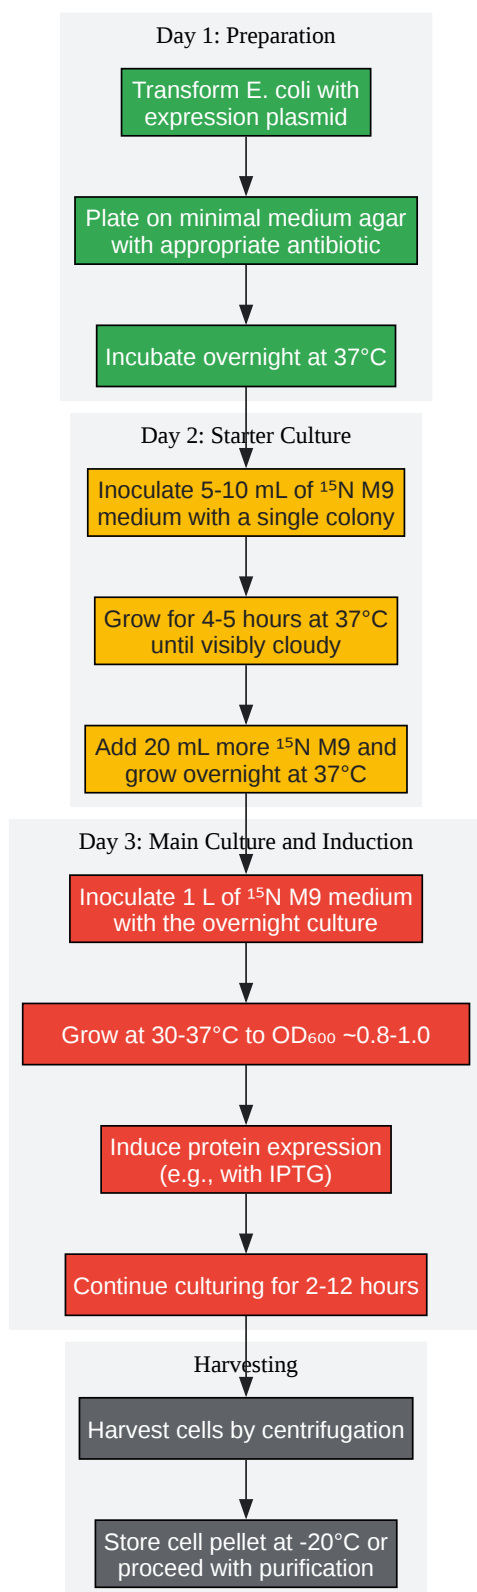 Day 1: Preparation
Transform E. coli with
expression plasmid
Plate on minimal medium agar
with appropriate antibiotic
Incubate overnight at 37°C
Day 2: Starter Culture
Inoculate 5-10 mL of ¹⁵N M9
medium with a single colony
Grow for 4-5 hours at 37°C
until visibly cloudy
Add 20 mL more ¹⁵N M9 and
grow overnight at 37°C
Day 3: Main Culture and Induction
Inoculate 1 L of ¹⁵N M9 medium
with the overnight culture
Grow at 30-37°C to OD₆₀₀ ~0.8-1.0
Induce protein expression
(e.g., with IPTG)
Continue culturing for 2-12 hours
Harvesting
Harvest cells by centrifugation
Store cell pellet at -20°C or
proceed with purification